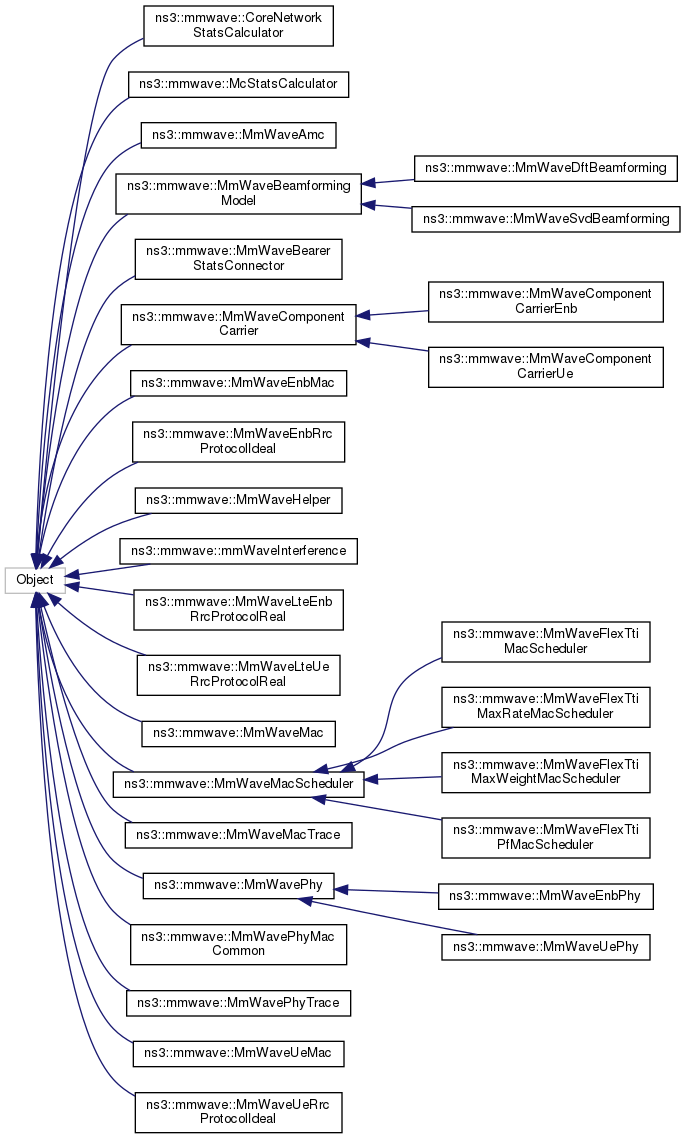 ns3::mmwave::CoreNetwork
StatsCalculator
ns3::mmwave::McStatsCalculator
ns3::mmwave::MmWaveAmc
ns3::mmwave::MmWaveBeamforming
Model
ns3::mmwave::MmWaveDftBeamforming
ns3::mmwave::MmWaveSvdBeamforming
ns3::mmwave::MmWaveBearer
StatsConnector
ns3::mmwave::MmWaveComponent
Carrier
ns3::mmwave::MmWaveComponent
CarrierEnb
ns3::mmwave::MmWaveComponent
CarrierUe
ns3::mmwave::MmWaveEnbMac
ns3::mmwave::MmWaveEnbRrc
ProtocolIdeal
ns3::mmwave::MmWaveHelper
ns3::mmwave::mmWaveInterference
Object
ns3::mmwave::MmWaveLteEnb
RrcProtocolReal
ns3::mmwave::MmWaveLteUe
RrcProtocolReal
ns3::mmwave::MmWaveMac
ns3::mmwave::MmWaveMacScheduler
ns3::mmwave::MmWaveFlexTti
MacScheduler
ns3::mmwave::MmWaveFlexTti
MaxRateMacScheduler
ns3::mmwave::MmWaveFlexTti
MaxWeightMacScheduler
ns3::mmwave::MmWaveFlexTti
PfMacScheduler
ns3::mmwave::MmWaveMacTrace
ns3::mmwave::MmWavePhy
ns3::mmwave::MmWaveEnbPhy
ns3::mmwave::MmWaveUePhy
ns3::mmwave::MmWavePhyMac
Common
ns3::mmwave::MmWavePhyTrace
ns3::mmwave::MmWaveUeMac
ns3::mmwave::MmWaveUeRrc
ProtocolIdeal